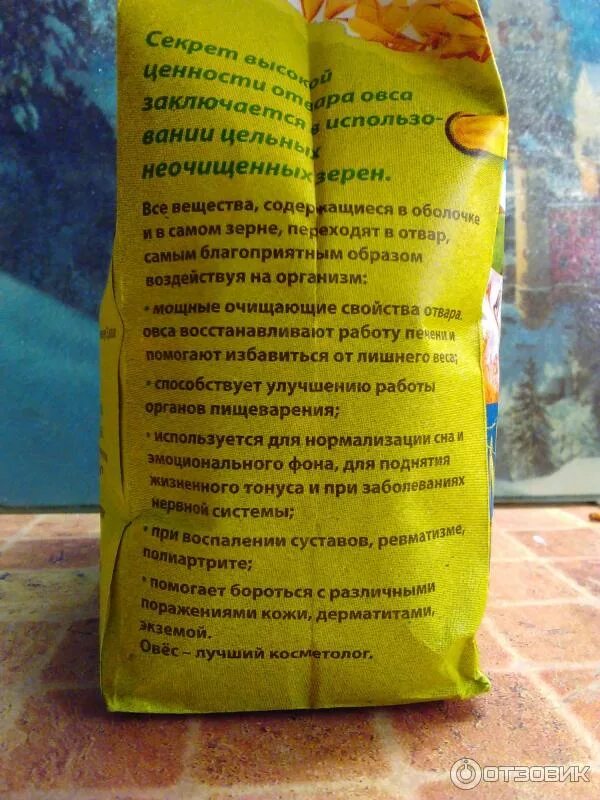 Секрет высокой
ценности отвара овса
заключается в использо-
вании цельных
неочищенных зерен.
Все вещества, содержащиеся в оболочке
и в самом зерне, переходят в отвар,
самым благоприятным образом
воздействуя на организм:
• мощные очищающие свойства отвара
овса восстанавливают работу печени и
помогают избавиться от лишнего веса;
• способствует улучшению работы
органов пищеварения;
• используется для нормализации сна и
эмоционального фона, для поднятия
жизненного тонуса и при заболеваниях
нервной системы;
• при воспалении суставов, ревматизме,
полиартрите;
• помогает бороться с различными
поражениями кожи, дерматитами,
экземой.
Овёс – лучший косметолог.
ОТЗОВИК